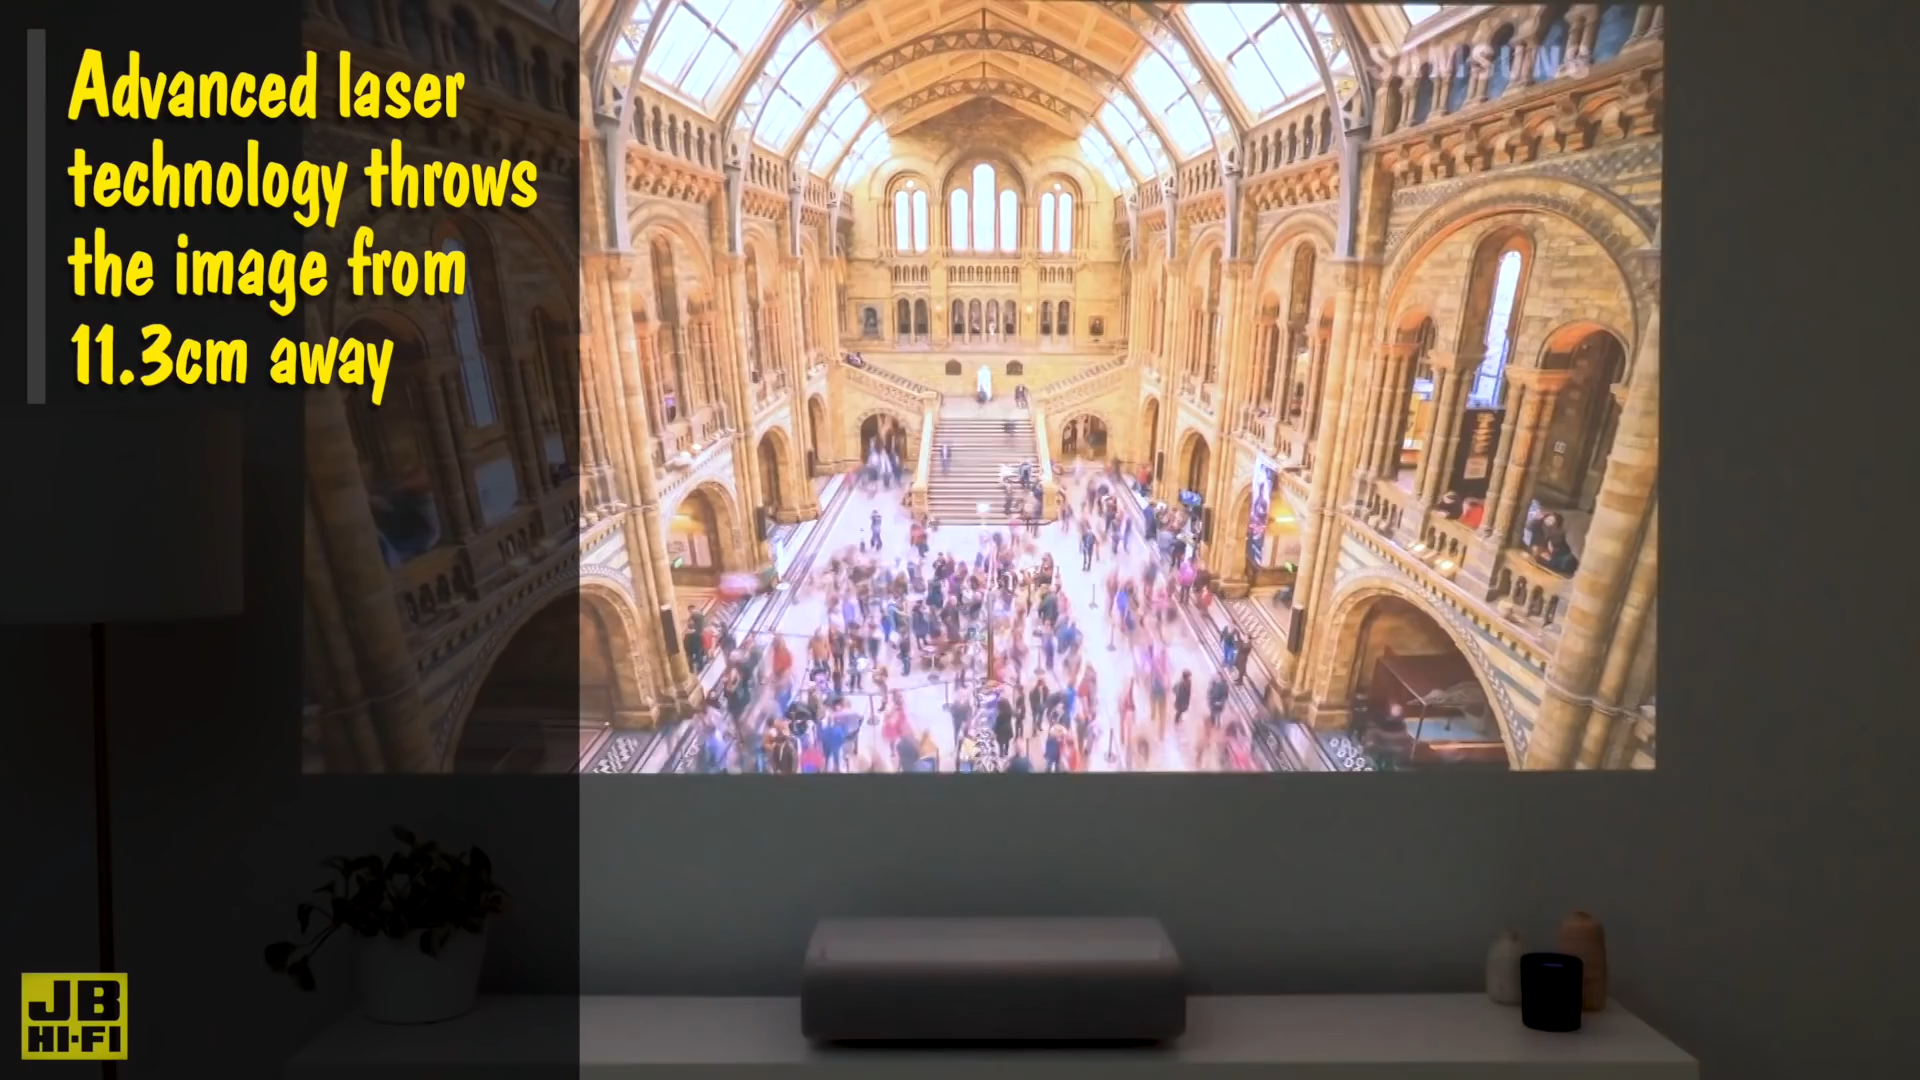 Advanced laser
technology throws
the image from
11.3cm away
SAMSUNG
JB
HI-FI